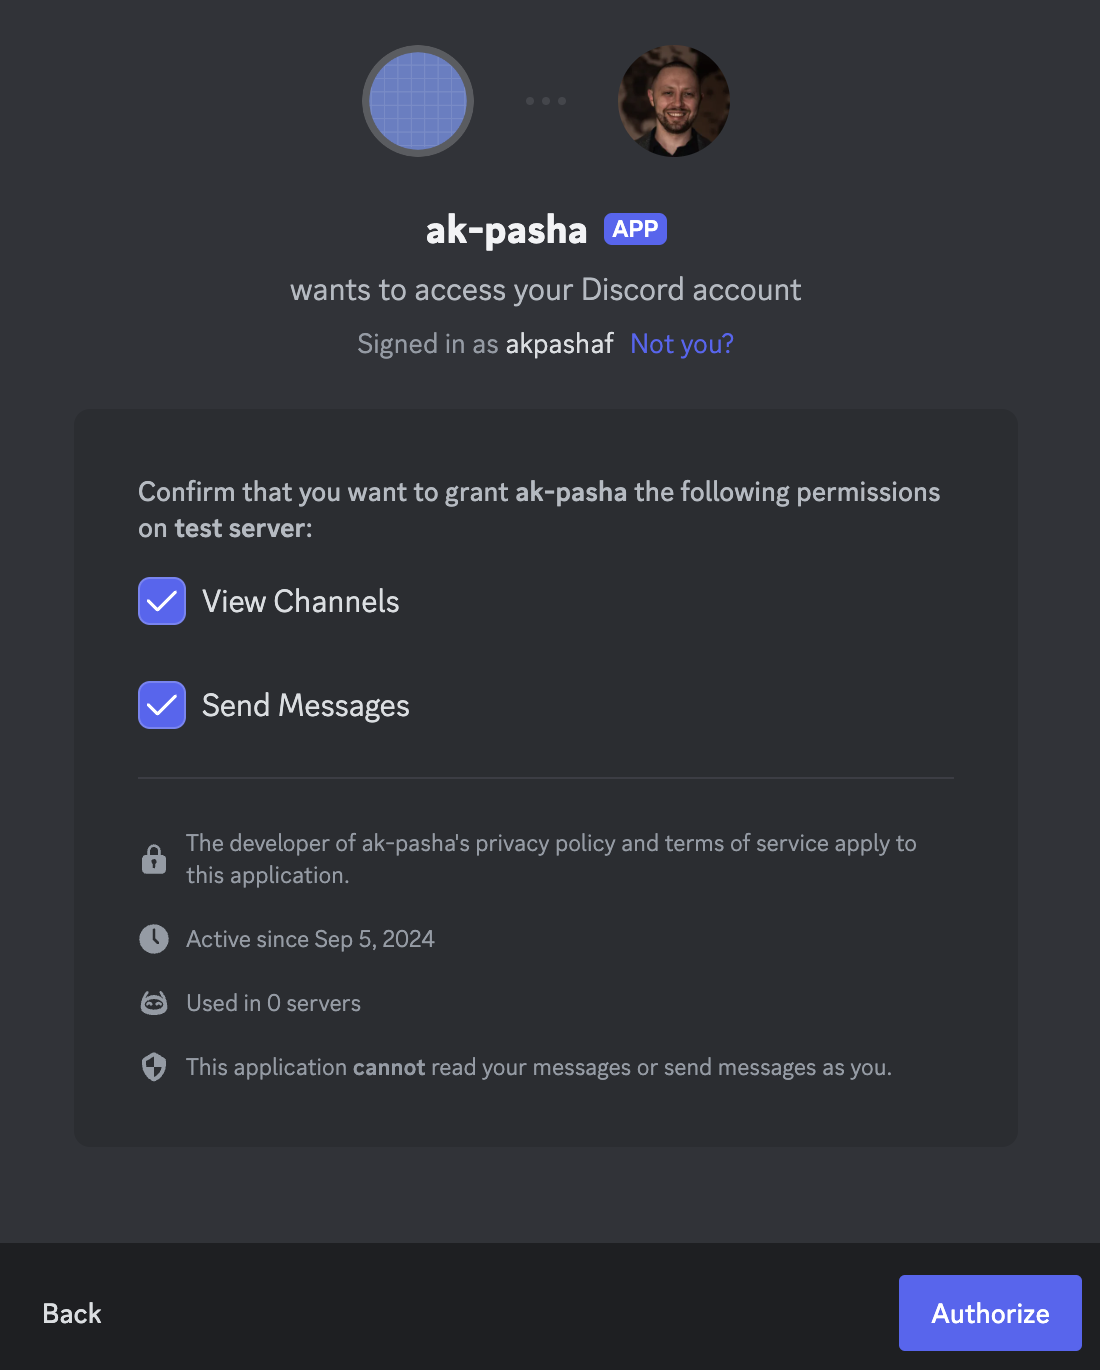 ak-pasha APP
wants to access your Discord account
Signed in as akpashaf Not you?
Confirm that you want to grant ak-pasha the following permissions
on test server:
View Channels
Send Messages
The developer of ak-pasha's privacy policy and terms of service apply to
this application.
Active since Sep 5, 2024
Used in 0 servers
This application cannot read your messages or send messages as you.
Back
Authorize